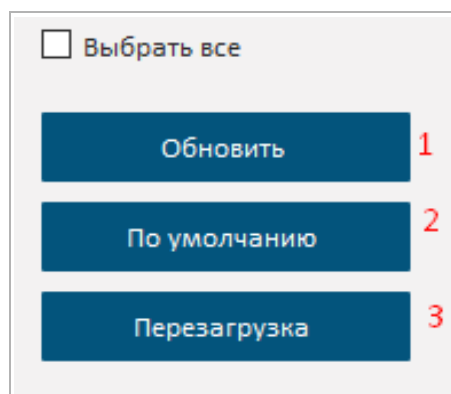 Выбрать все
Обновить 1
По умолчанию 2
Перезагрузка 3